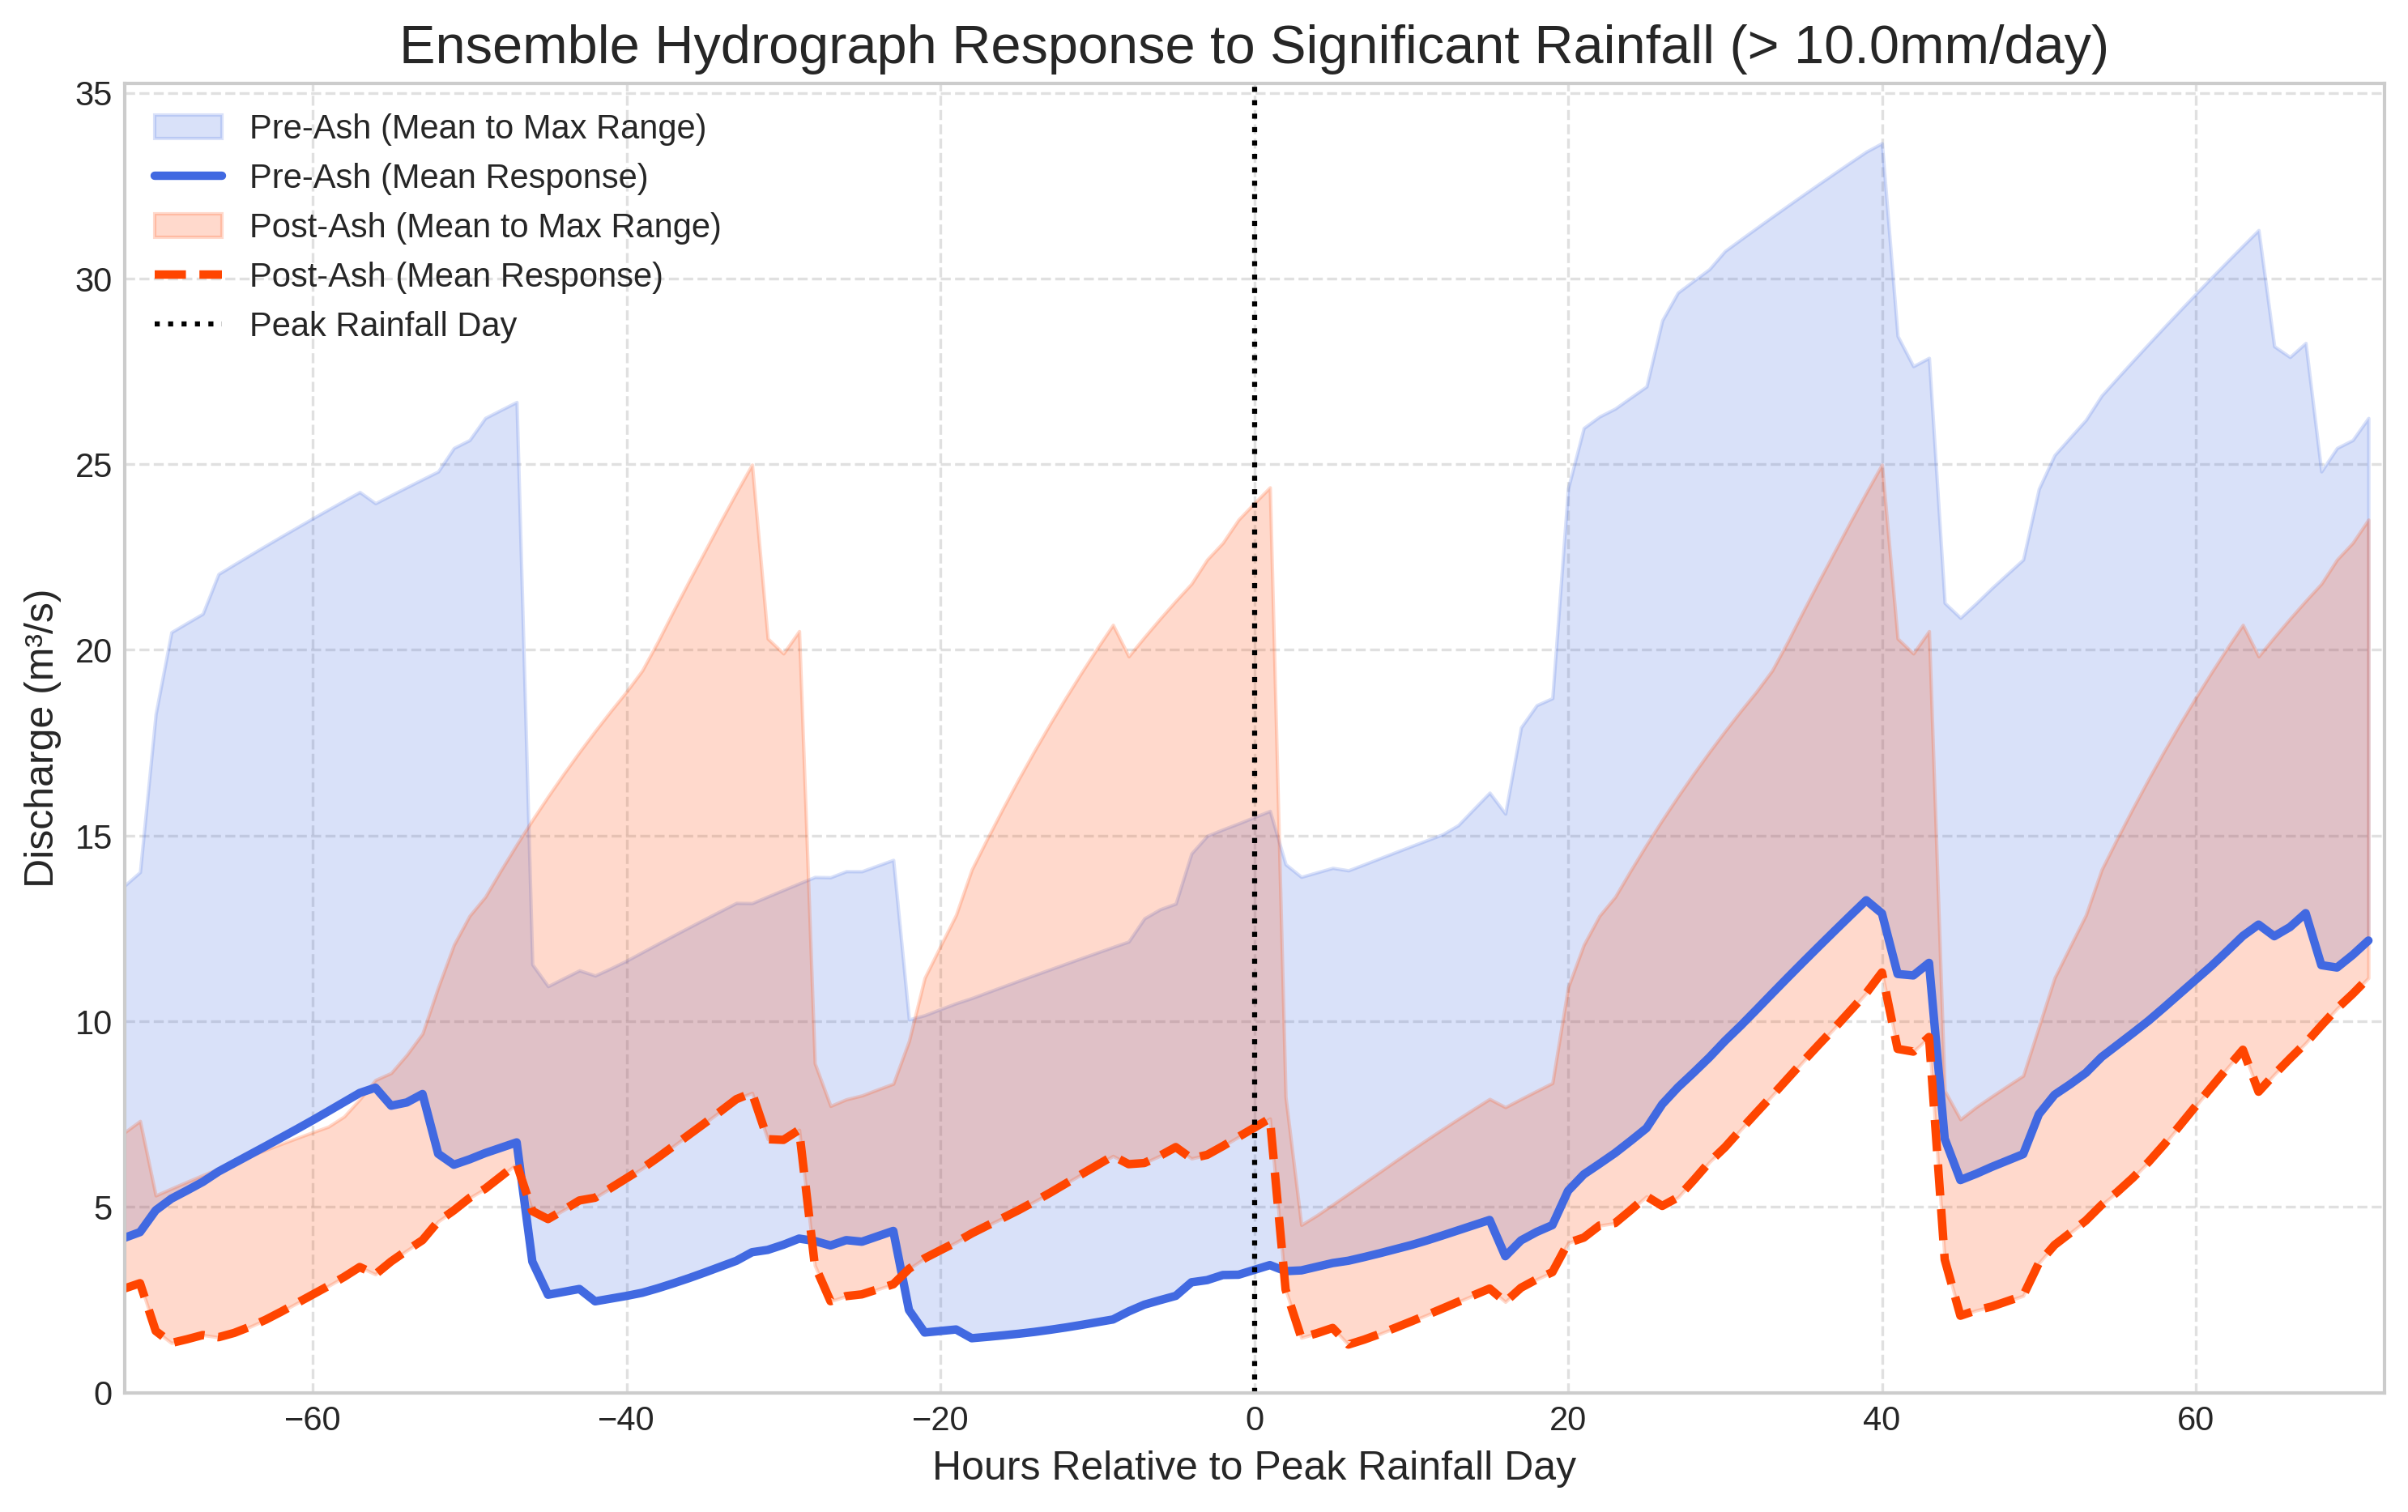 Ensemble Hydrograph Response to Significant Rainfall (> 10.0mm/day)
35
30
25
20
15
10
5
0
Discharge (m³/s)
Pre-Ash (Mean to Max Range)
Pre-Ash (Mean Response)
Post-Ash (Mean to Max Range)
Post-Ash (Mean Response)
Peak Rainfall Day
−60 −40 −20 0 20 40 60
Hours Relative to Peak Rainfall Day